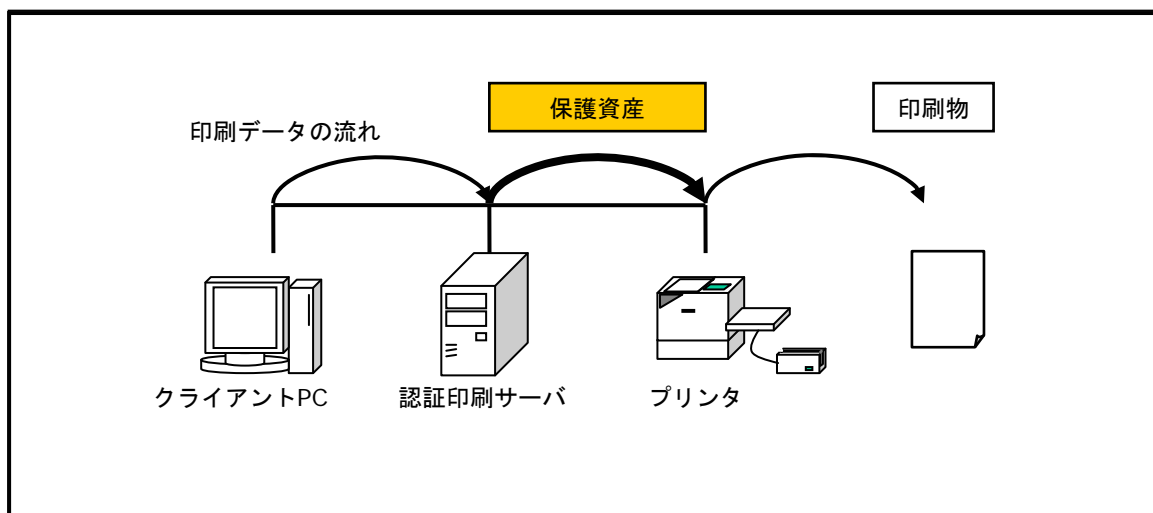 保護資産
印刷物
印刷データの流れ
クライアントPC
認証印刷サーバ
プリンタ